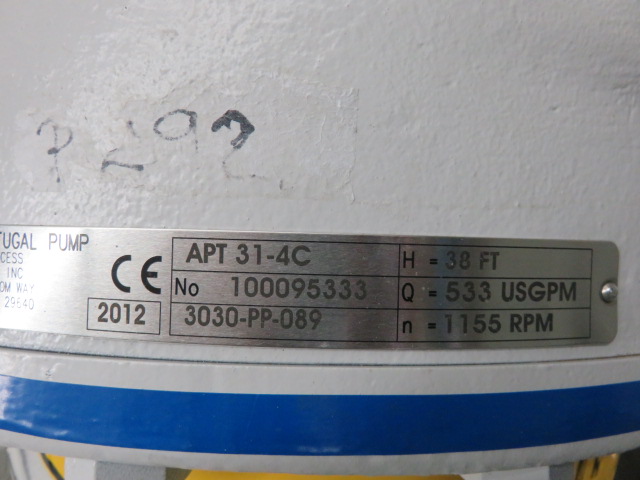 P292
TUGAL PUMP
CESS
INC
OM WAY
29640
CE
2012
APT 31-4C
No 100095333
3030-PP-089
H = 38 FT
Q = 533 USGPM
n = 1155 RPM